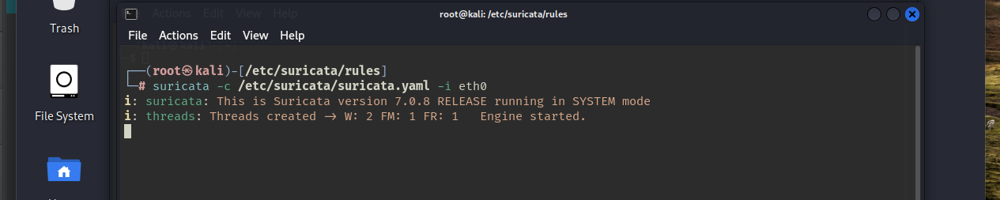 root@kali: /etc/suricata/rules
File Actions Edit View Help
Trash
(root㉿kali)-[/etc/suricata/rules]
# suricata -c /etc/suricata/suricata.yaml -i eth0
i: suricata: This is Suricata version 7.0.8 RELEASE running in SYSTEM mode
i: threads: Threads created -> W: 2 FM: 1 FR: 1   Engine started.
File System